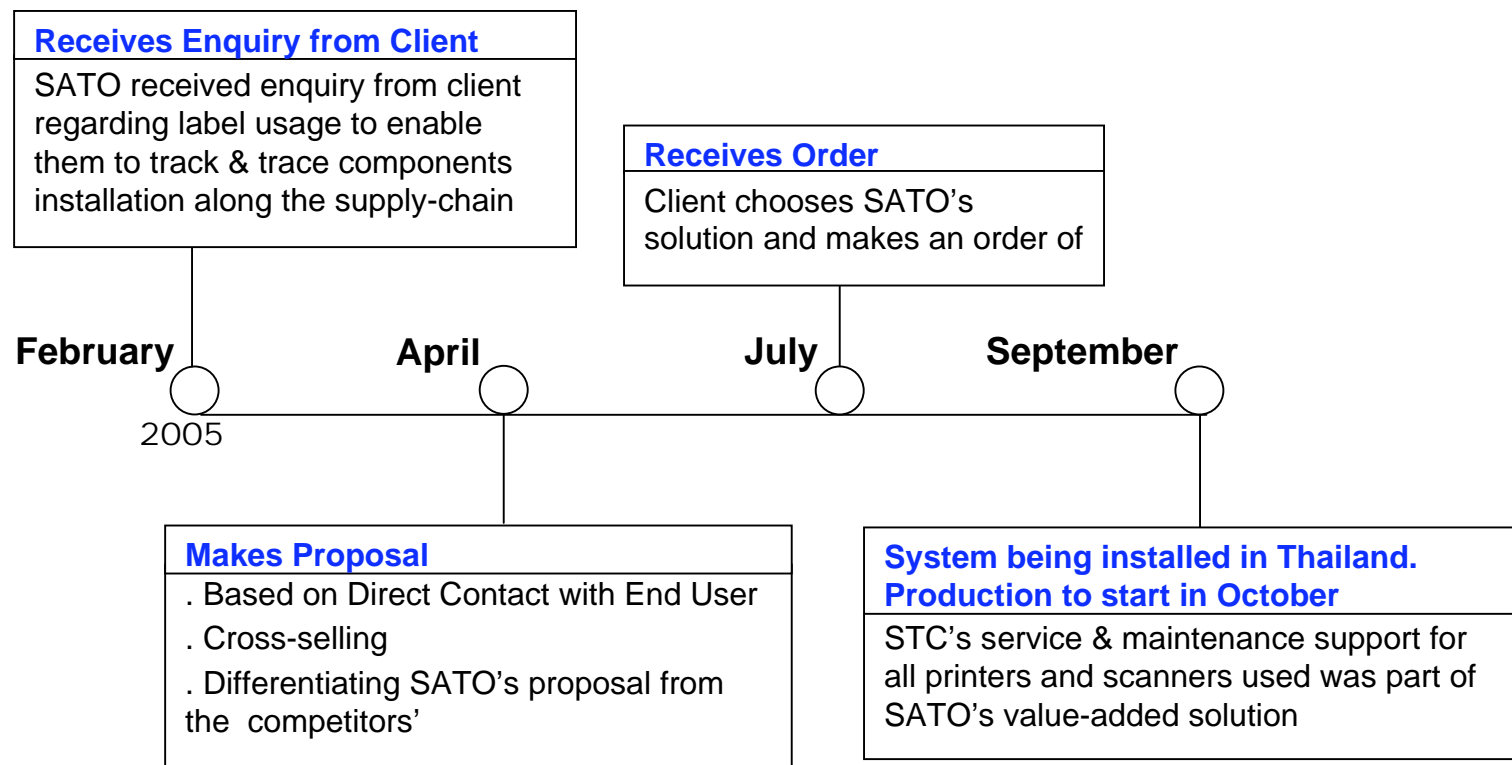 Receives Enquiry from Client
SATO received enquiry from client
regarding label usage to enable
them to track & trace components
installation along the supply-chain
Receives Order
Client chooses SATO's
solution and makes an order of
February
April
July
September
2005
Makes Proposal
. Based on Direct Contact with End User
. Cross-selling
. Differentiating SATO's proposal from
the competitors'
System being installed in Thailand.
Production to start in October
STC's service & maintenance support for
all printers and scanners used was part of
SATO's value-added solution